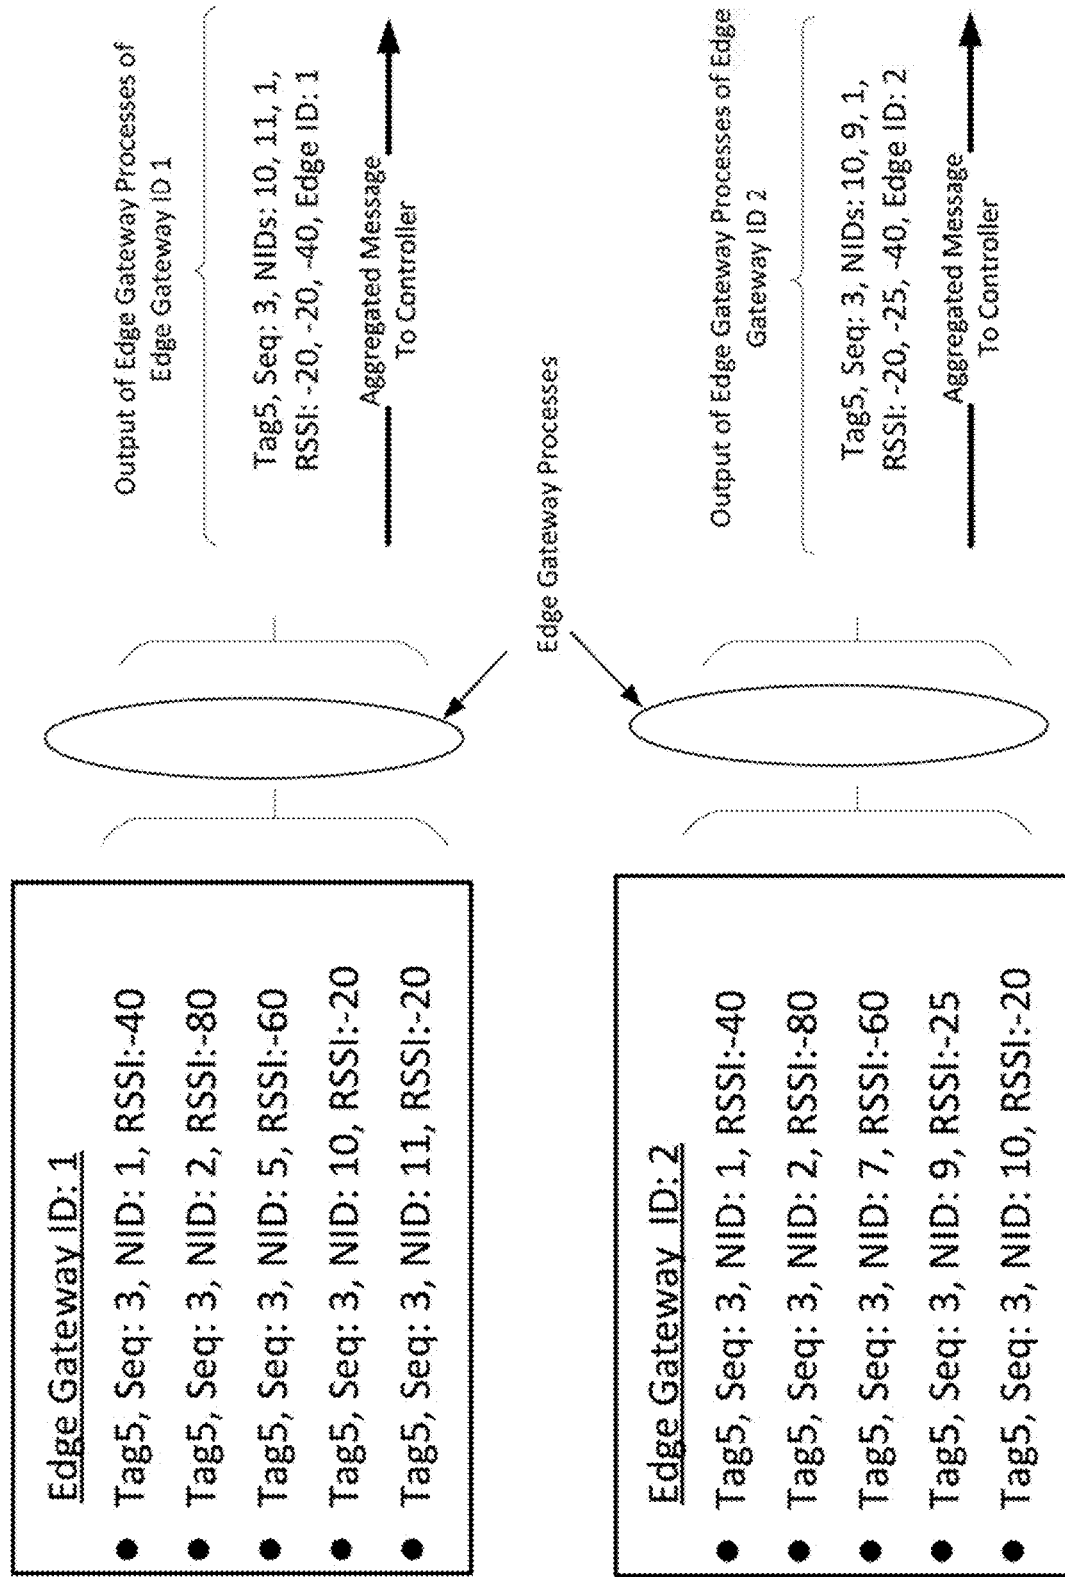 Edge Gateway ID: 1
● Tag5, Seq: 3, NID: 1, RSSI:-40
● Tag5, Seq: 3, NID: 2, RSSI:-80
● Tag5, Seq: 3, NID: 5, RSSI:-60
● Tag5, Seq: 3, NID: 10, RSSI:-20
● Tag5, Seq: 3, NID: 11, RSSI:-20
Output of Edge Gateway Processes of
Edge Gateway ID 1
Tag5, Seq: 3, NIDs: 10, 11, 1,
RSSI: -20, -20, -40, Edge ID: 1
Aggregated Message
To Controller
Edge Gateway Processes
Edge Gateway ID: 2
● Tag5, Seq: 3, NID: 1, RSSI:-40
● Tag5, Seq: 3, NID: 2, RSSI:-80
● Tag5, Seq: 3, NID: 7, RSSI:-60
● Tag5, Seq: 3, NID: 9, RSSI:-25
● Tag5, Seq: 3, NID: 10, RSSI:-20
Output of Edge Gateway Processes of Edge
Gateway ID 2
Tag5, Seq: 3, NIDs: 10, 9, 1,
RSSI: -20, -25, -40, Edge ID: 2
Aggregated Message
To Controller